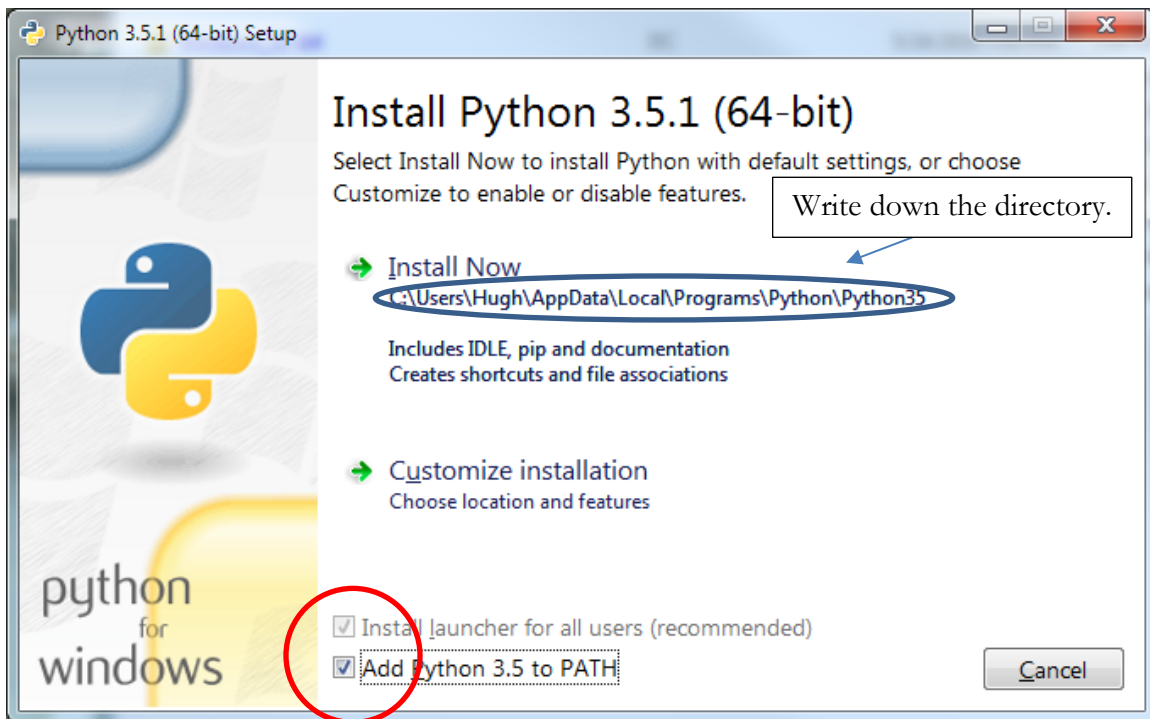 Python 3.5.1 (64-bit) Setup
Install Python 3.5.1 (64-bit)
Select Install Now to install Python with default settings, or choose
Customize to enable or disable features.
Write down the directory.
Install Now
C:\Users\Hugh\AppData\Local\Programs\Python\Python35
Includes IDLE, pip and documentation
Creates shortcuts and file associations
Customize installation
Choose location and features
python
for
windows
Install launcher for all users (recommended)
Add Python 3.5 to PATH
Cancel